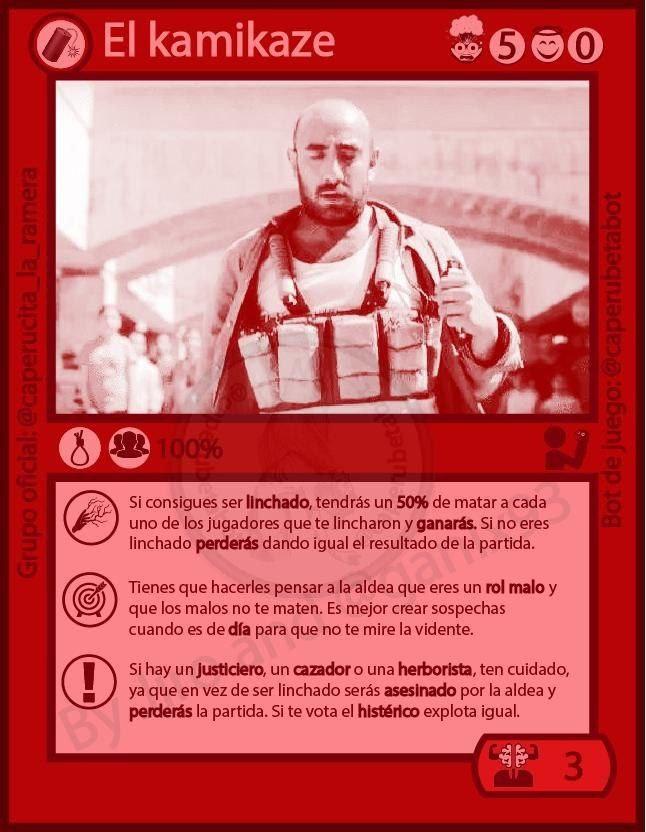 El kamikaze
5
0
Grupo oficial: @caperucita_la_ramera
Bot de juego: @caperubetabot
100%
Si consigues ser linchado, tendrás un 50% de matar a cada
uno de los jugadores que te lincharon y ganarás. Si no eres
linchado perderás dando igual el resultado de la partida.
Tienes que hacerles pensar a la aldea que eres un rol malo y
que los malos no te maten. Es mejor crear sospechas
cuando es de día para que no te mire la vidente.
Si hay un justiciero, un cazador o una herborista, ten cuidado,
ya que en vez de ser linchado serás asesinado por la aldea y
perderás la partida. Si te vota el histérico explota igual.
3